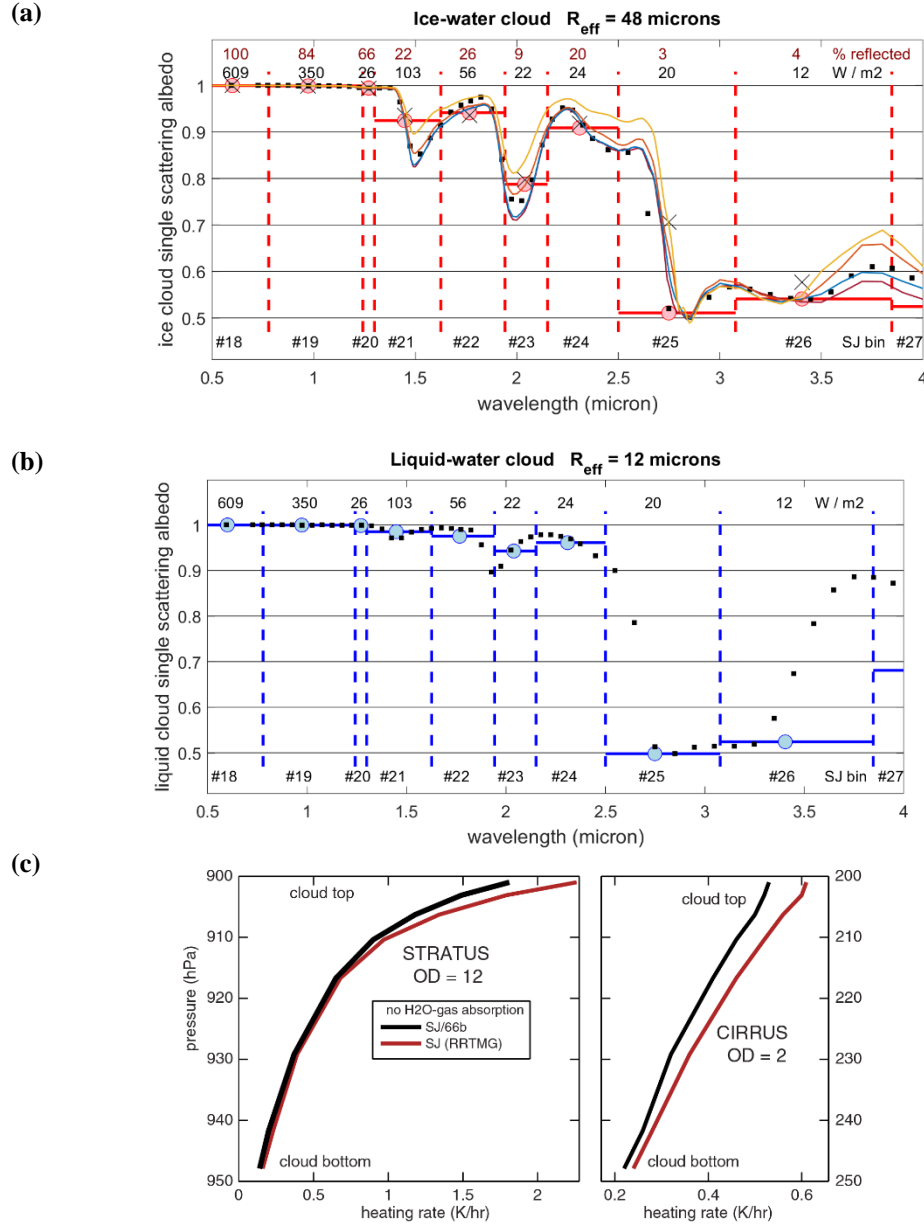 (a)
Ice-water cloud R_eff = 48 microns
100 84 66 22 26 9 20 3 4 % reflected
609 350 26 103 56 22 24 20 12 W / m2
ice cloud single scattering albedo
1
0.9
0.8
0.7
0.6
0.5
#18 #19 #20 #21 #22 #23 #24 #25 #26 SJ bin #27
0.5 1 1.5 2 2.5 3 3.5 4
wavelength (micron)
(b)
Liquid-water cloud R_eff = 12 microns
609 350 26 103 56 22 24 20 12 W / m2
liquid cloud single scattering albedo
1
0.9
0.8
0.7
0.6
0.5
#18 #19 #20 #21 #22 #23 #24 #25 #26 SJ bin #27
0.5 1 1.5 2 2.5 3 3.5 4
wavelength (micron)
(c)
pressure (hPa)
900
910
920
930
940
950
cloud top
STRATUS
OD = 12
no H2O-gas absorption
SJ/66b
SJ (RRTMG)
cloud bottom
0 0.5 1 1.5 2
heating rate (K/hr)
cloud top
CIRRUS
OD = 2
cloud bottom
200
210
220
230
240
250
0.2 0.4 0.6
heating rate (K/hr)